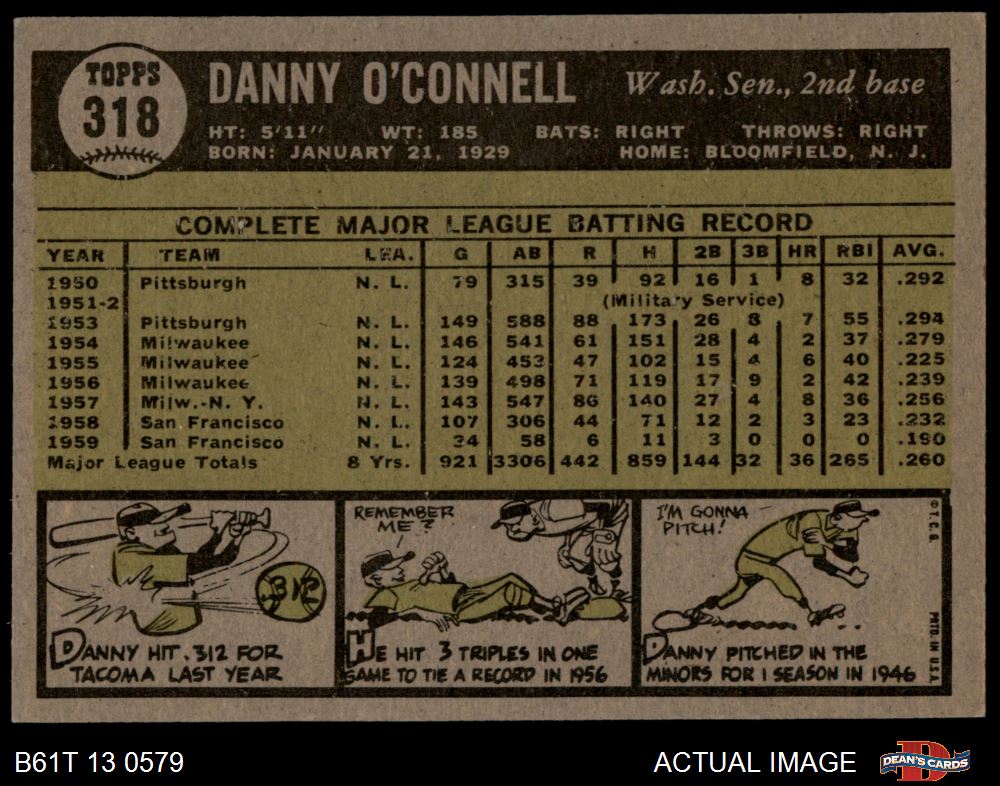 TOPPS
318
DANNY O'CONNELL
Wash. Sen., 2nd base
HT: 5'11" WT: 185 BATS: RIGHT THROWS: RIGHT
BORN: JANUARY 21, 1929 HOME: BLOOMFIELD, N. J.
COMPLETE MAJOR LEAGUE BATTING RECORD
YEAR TEAM LEA. G AB R H 2B 3B HR RBI AVG.
1950 Pittsburgh N. L. 79 315 39 92 16 1 8 32 .292
1951-2 (Military Service)
1953 Pittsburgh N. L. 149 588 88 173 26 8 7 55 .294
1954 Milwaukee N. L. 146 541 61 151 28 4 2 37 .279
1955 Milwaukee N. L. 124 453 47 102 15 4 6 40 .225
1956 Milwaukee N. L. 139 498 71 119 17 9 2 42 .239
1957 Milw.-N. Y. N. L. 143 547 86 140 27 4 8 36 .256
1958 San Francisco N. L. 107 306 44 71 12 2 3 23 .232
1959 San Francisco N. L. 34 58 6 11 3 0 0 0 .190
Major League Totals 8 Yrs. 921 3306 442 859 144 32 36 265 .260
.312
DANNY HIT .312 FOR
TACOMA LAST YEAR
REMEMBER
ME?
HE HIT 3 TRIPLES IN ONE
GAME TO TIE A RECORD IN 1956
I'M GONNA
PITCH!
DANNY PITCHED IN THE
MINORS FOR 1 SEASON IN 1946
© T. C. G.
PRTD. IN U.S.A.
B61T 13 0579
ACTUAL IMAGE
D
DEAN'S CARDS